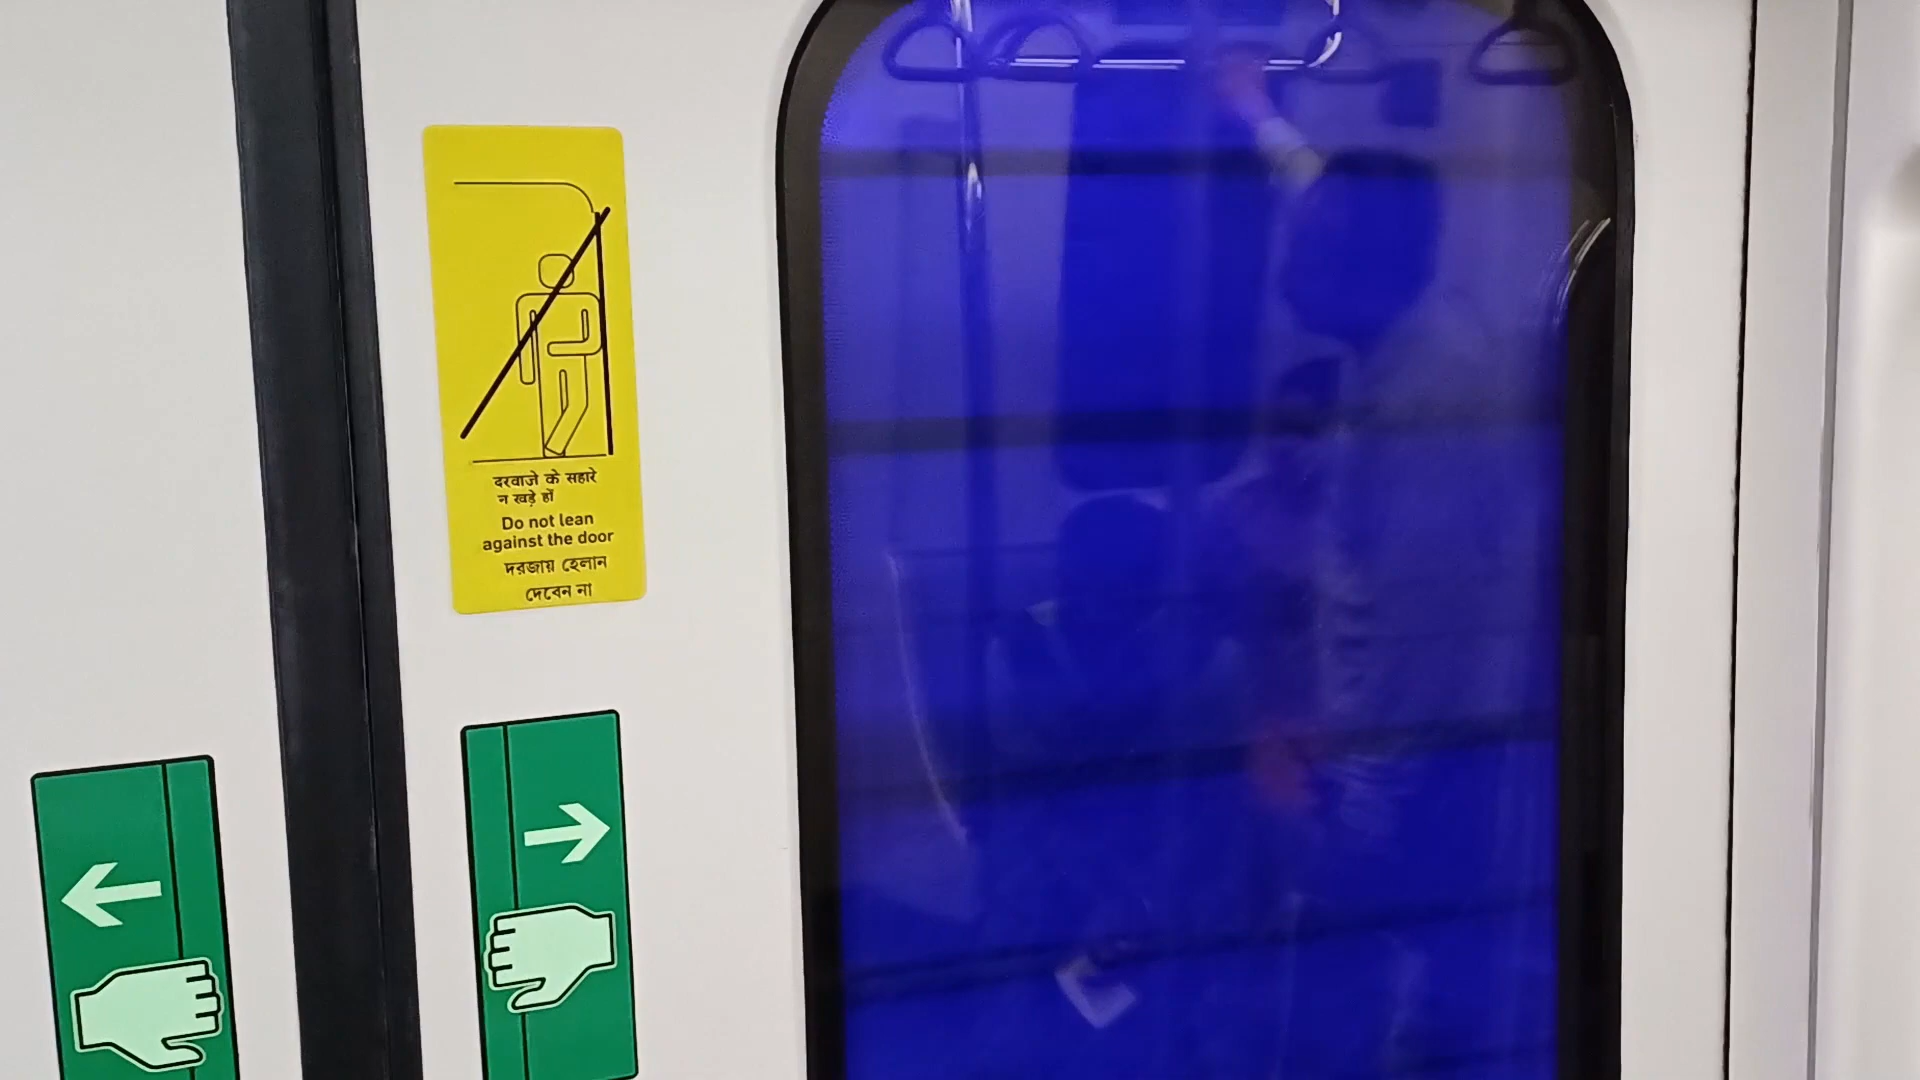 दरवाजे के सहारे
न खड़े हों
Do not lean
against the door
দরজায় হেলান
দেবেন না